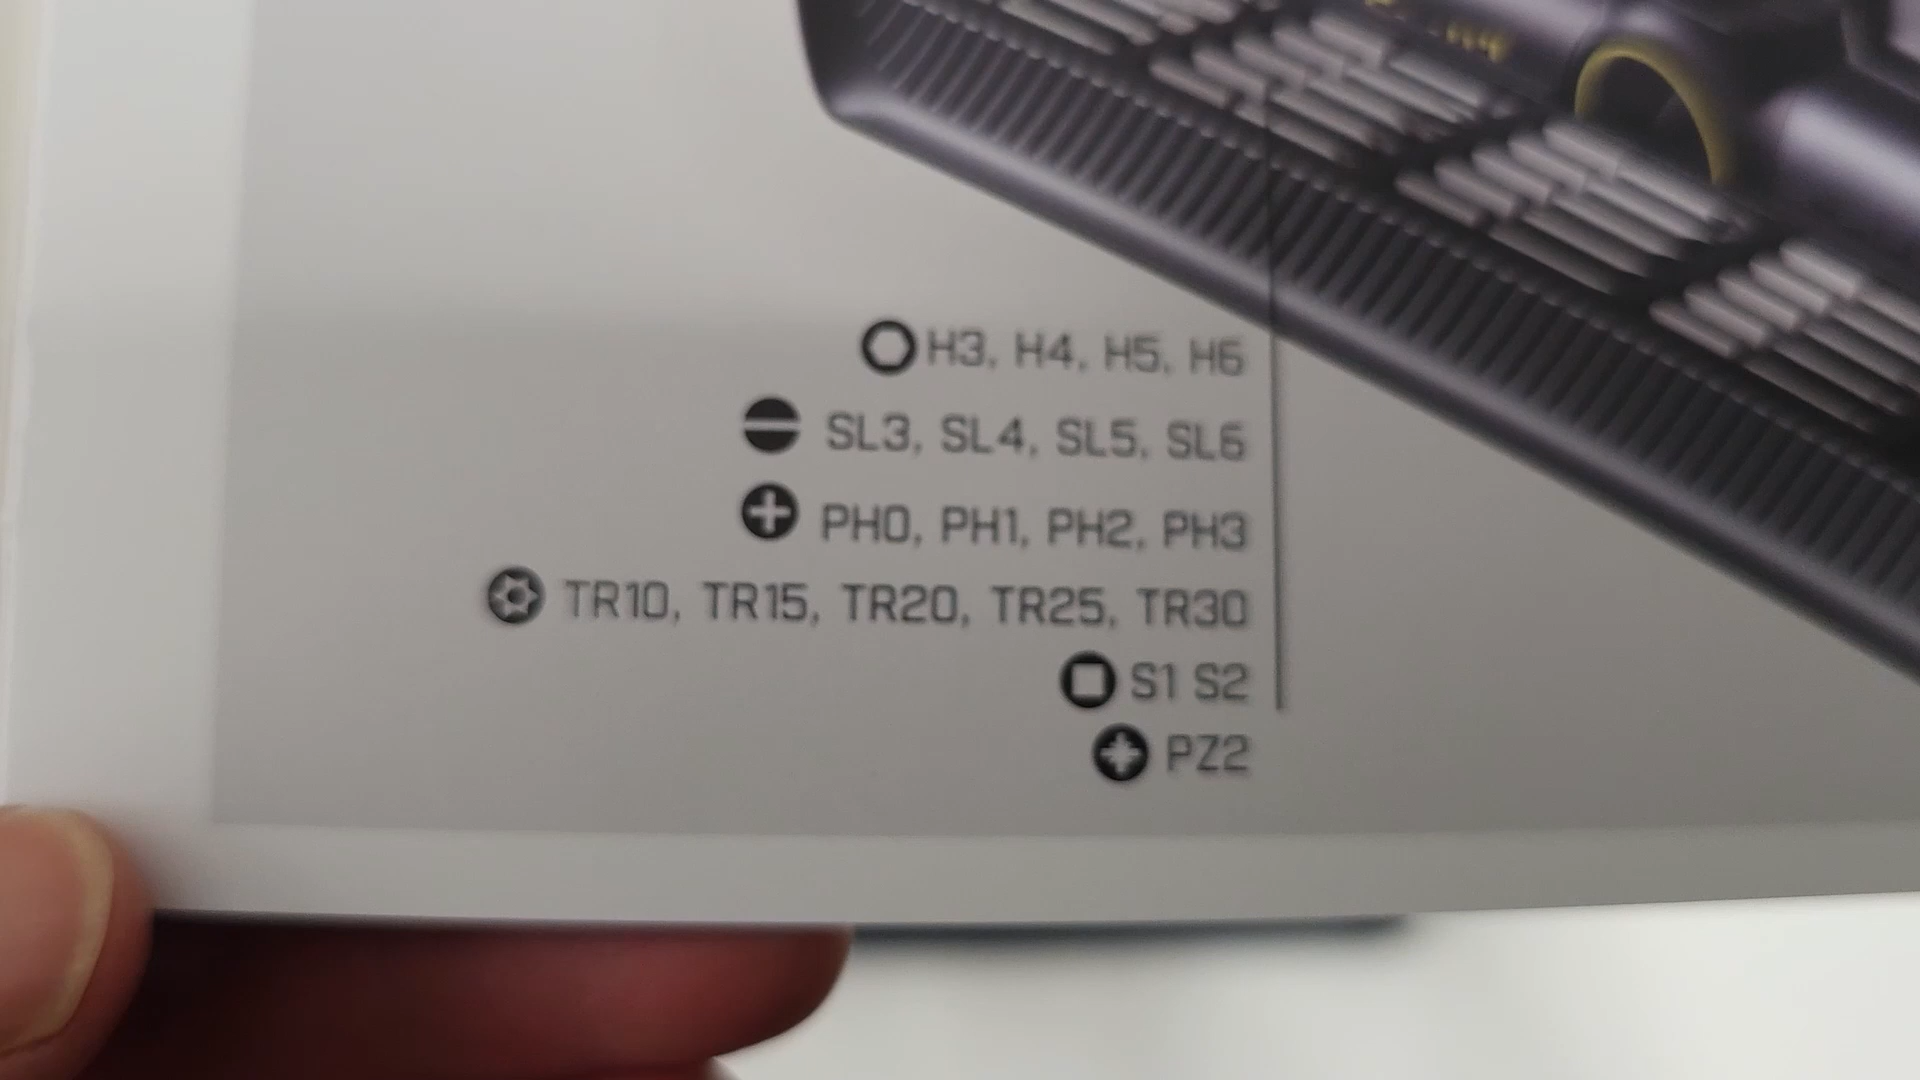 H3, H4, H5, H6
SL3, SL4, SL5, SL6
PH0, PH1, PH2, PH3
TR10, TR15, TR20, TR25, TR30
S1 S2
PZ2